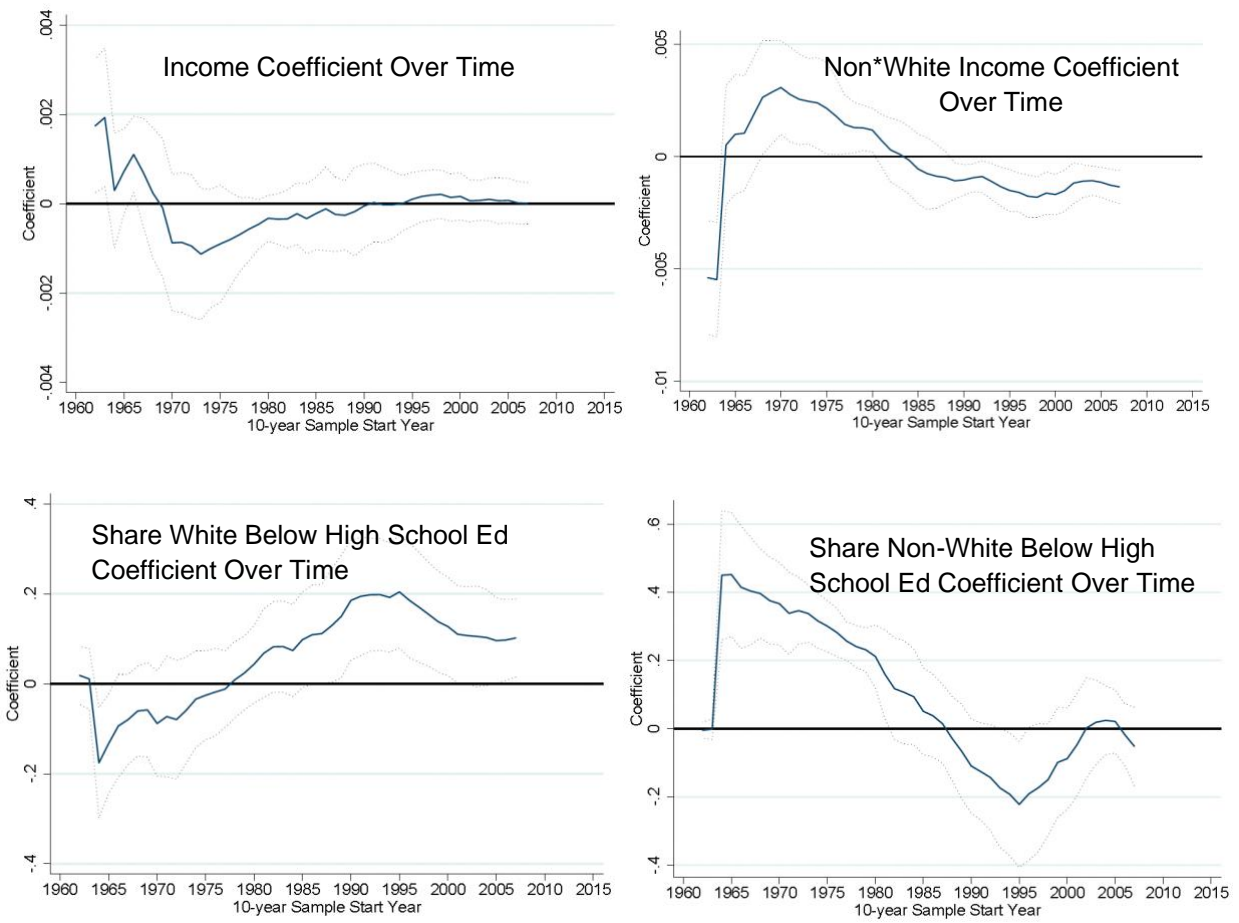 Income Coefficient Over Time
.004
.002
0
-.002
-.004
Coefficient
1960 1965 1970 1975 1980 1985 1990 1995 2000 2005 2010 2015
10-year Sample Start Year
Non*White Income Coefficient
Over Time
.005
0
-.005
-.01
Coefficient
1960 1965 1970 1975 1980 1985 1990 1995 2000 2005 2010 2015
10-year Sample Start Year
Share White Below High School Ed
Coefficient Over Time
.4
.2
0
-.2
-.4
Coefficient
1960 1965 1970 1975 1980 1985 1990 1995 2000 2005 2010 2015
10-year Sample Start Year
Share Non-White Below High
School Ed Coefficient Over Time
.6
.4
.2
0
-.2
-.4
Coefficient
1960 1965 1970 1975 1980 1985 1990 1995 2000 2005 2010 2015
10-year Sample Start Year